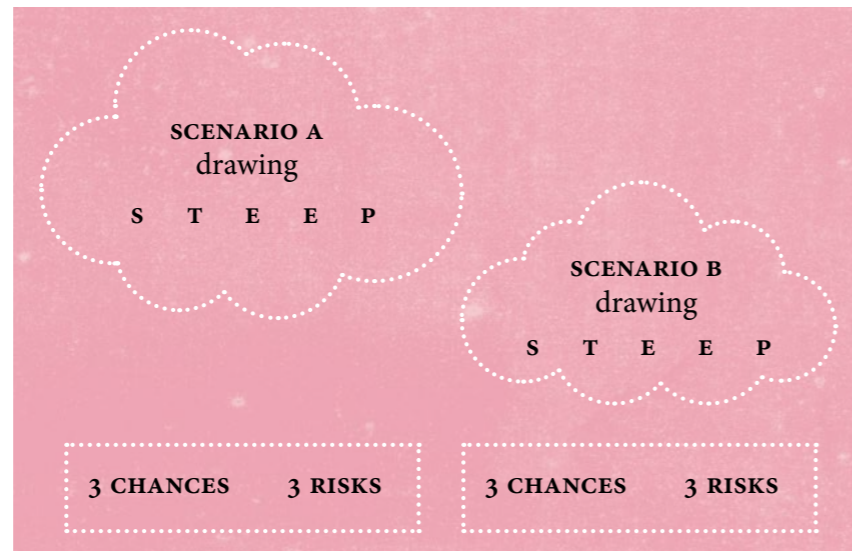 SCENARIO A
drawing
S T E E P
SCENARIO B
drawing
S T E E P
3 CHANCES 3 RISKS
3 CHANCES 3 RISKS